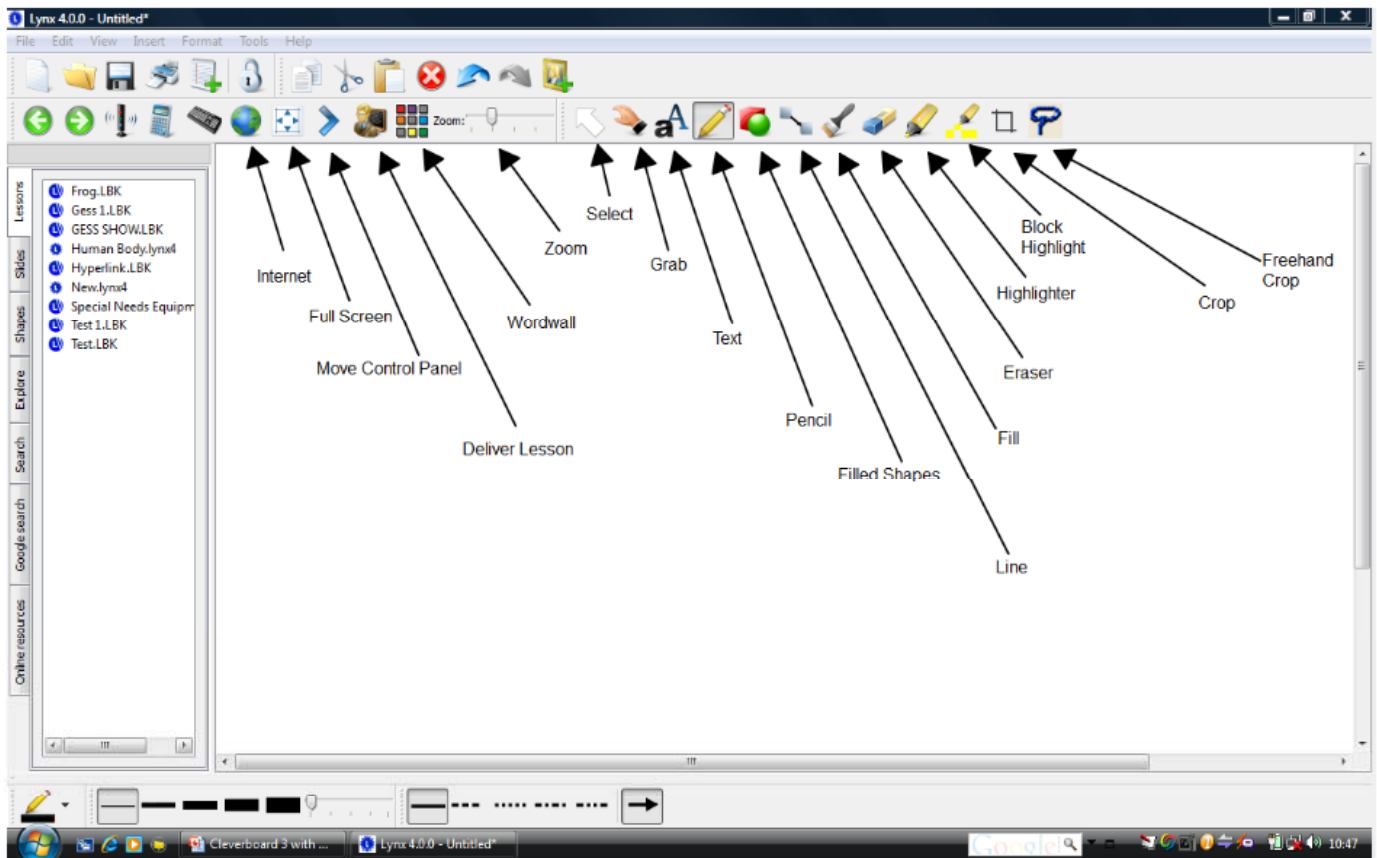 Lynx 4.0.0 - Untitled*
File Edit View Insert Format Tools Help
Zoom:
Lessons
Slides
Shapes
Explore
Search
Google search
Online resources
Frog.LBK
Gess 1.LBK
GESS SHOW.LBK
Human Body.lynx4
Hyperlink.LBK
New.lynx4
Special Needs Equipm
Test 1.LBK
Test.LBK
Internet
Full Screen
Move Control Panel
Deliver Lesson
Wordwall
Zoom
Select
Grab
Text
Pencil
Filled Shapes
Line
Fill
Eraser
Highlighter
Block
Highlight
Crop
Freehand
Crop
Cleverboard 3 with ...
Lynx 4.0.0 - Untitled*
Google
10:47